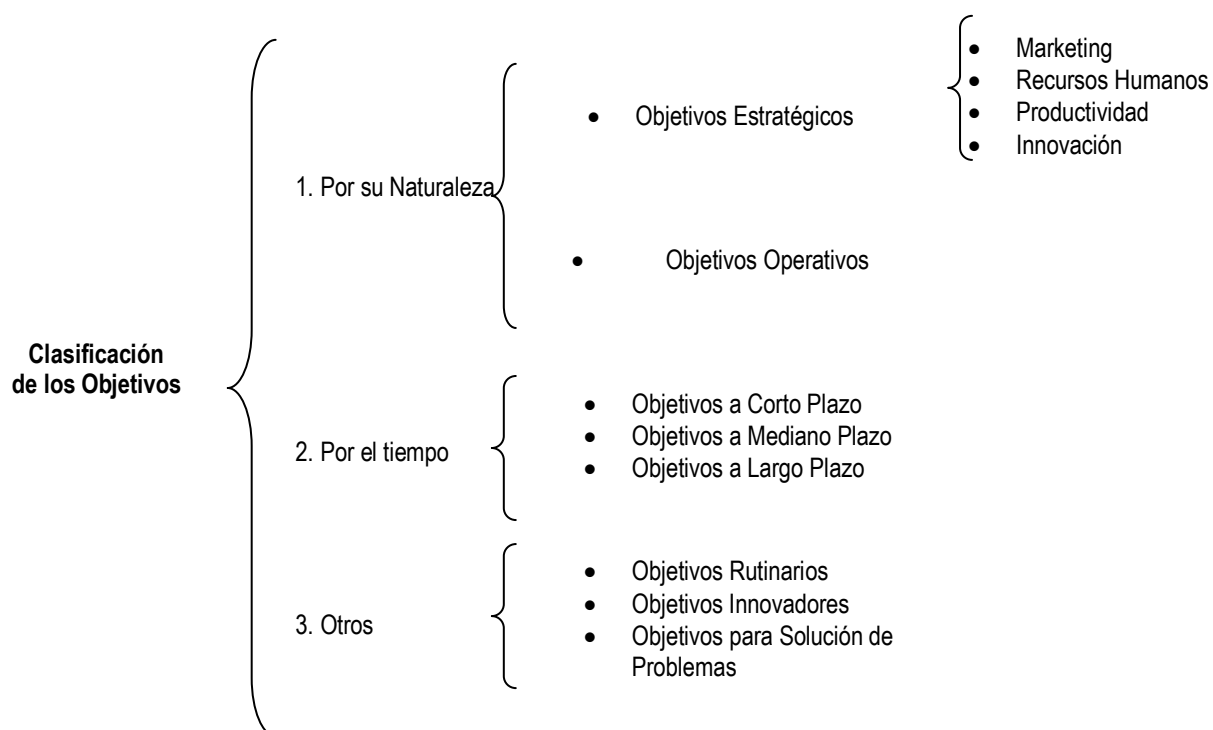 Clasificación
de los Objetivos
1. Por su Naturaleza
• Objetivos Estratégicos
• Marketing
• Recursos Humanos
• Productividad
• Innovación
• Objetivos Operativos
2. Por el tiempo
• Objetivos a Corto Plazo
• Objetivos a Mediano Plazo
• Objetivos a Largo Plazo
3. Otros
• Objetivos Rutinarios
• Objetivos Innovadores
• Objetivos para Solución de
Problemas